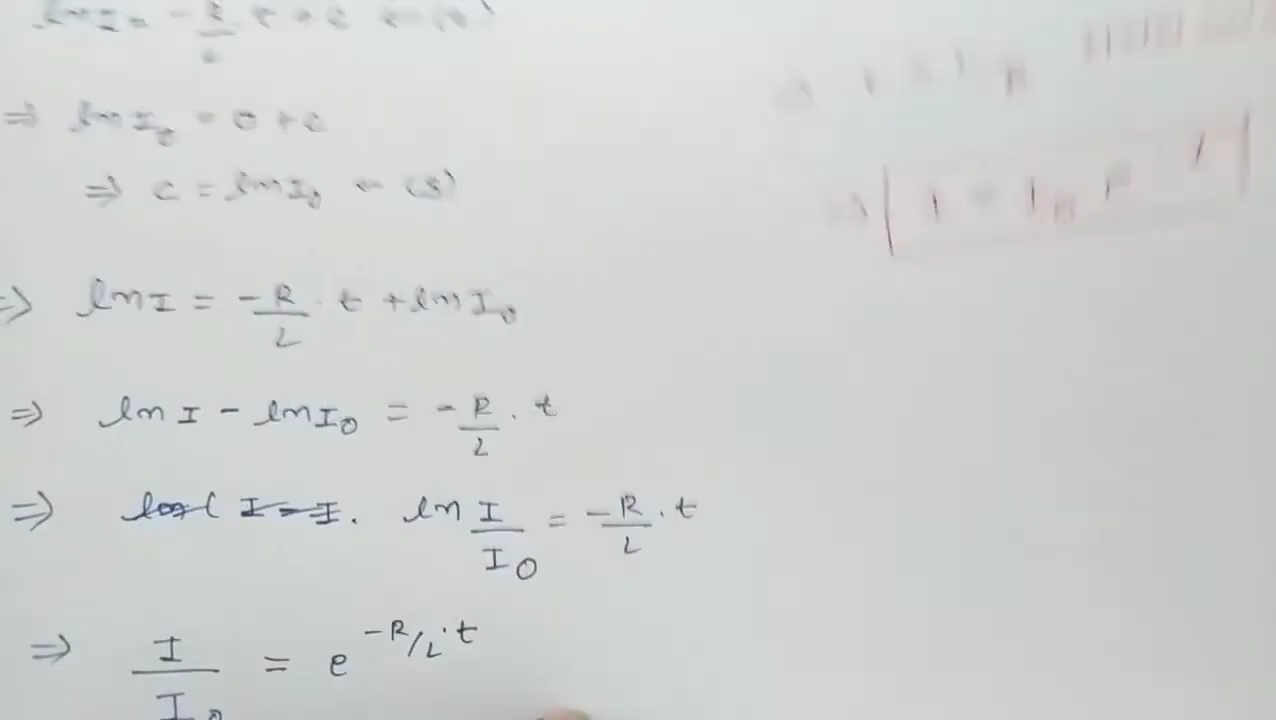 ⇒ ln I₀ = 0 + c
⇒ c = ln I₀ — (5)
⇒ ln I = -R/L . t + ln I₀
⇒ ln I - ln I₀ = -R/L . t
⇒ ln I/I₀ = -R/L . t
⇒ I/I₀ = e^(-R/L . t)